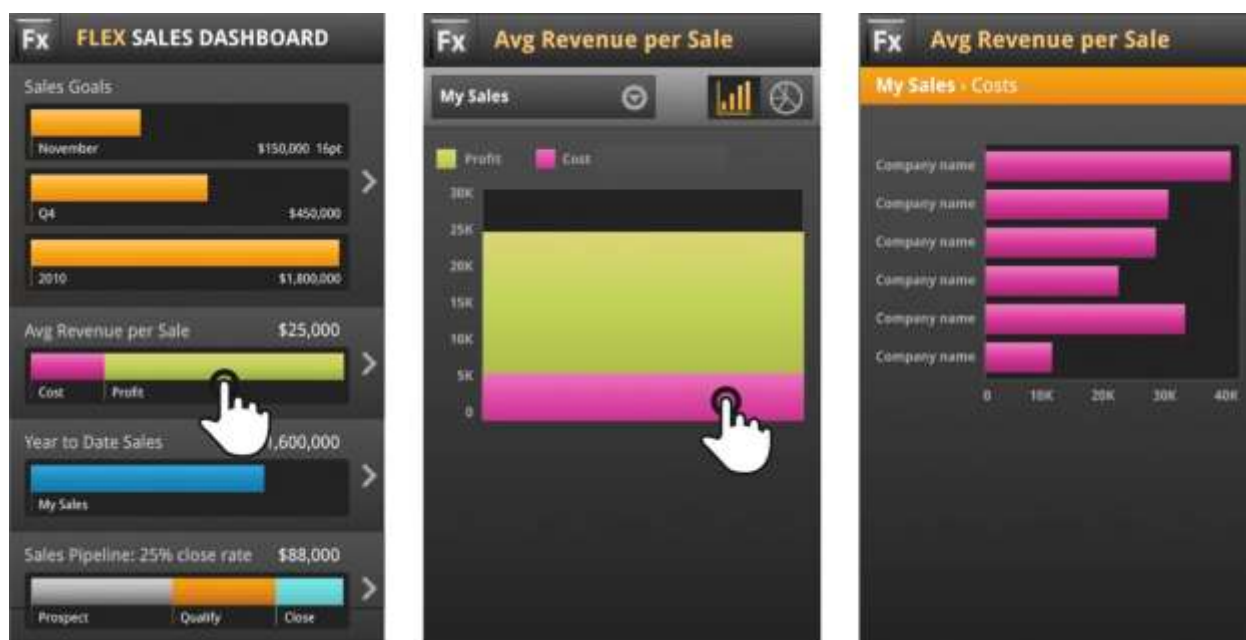 Fx FLEX SALES DASHBOARD
Sales Goals
November $150,000 16pt
Q4 $450,000
2010 $1,800,000
Avg Revenue per Sale $25,000
Cost Profit
Year to Date Sales 1,600,000
My Sales
Sales Pipeline: 25% close rate $88,000
Prospect Qualify Close
Fx Avg Revenue per Sale
My Sales
Profit Cost
30K
25K
20K
15K
10K
5K
0
Fx Avg Revenue per Sale
My Sales › Costs
Company name
Company name
Company name
Company name
Company name
Company name
0 10K 20K 30K 40K